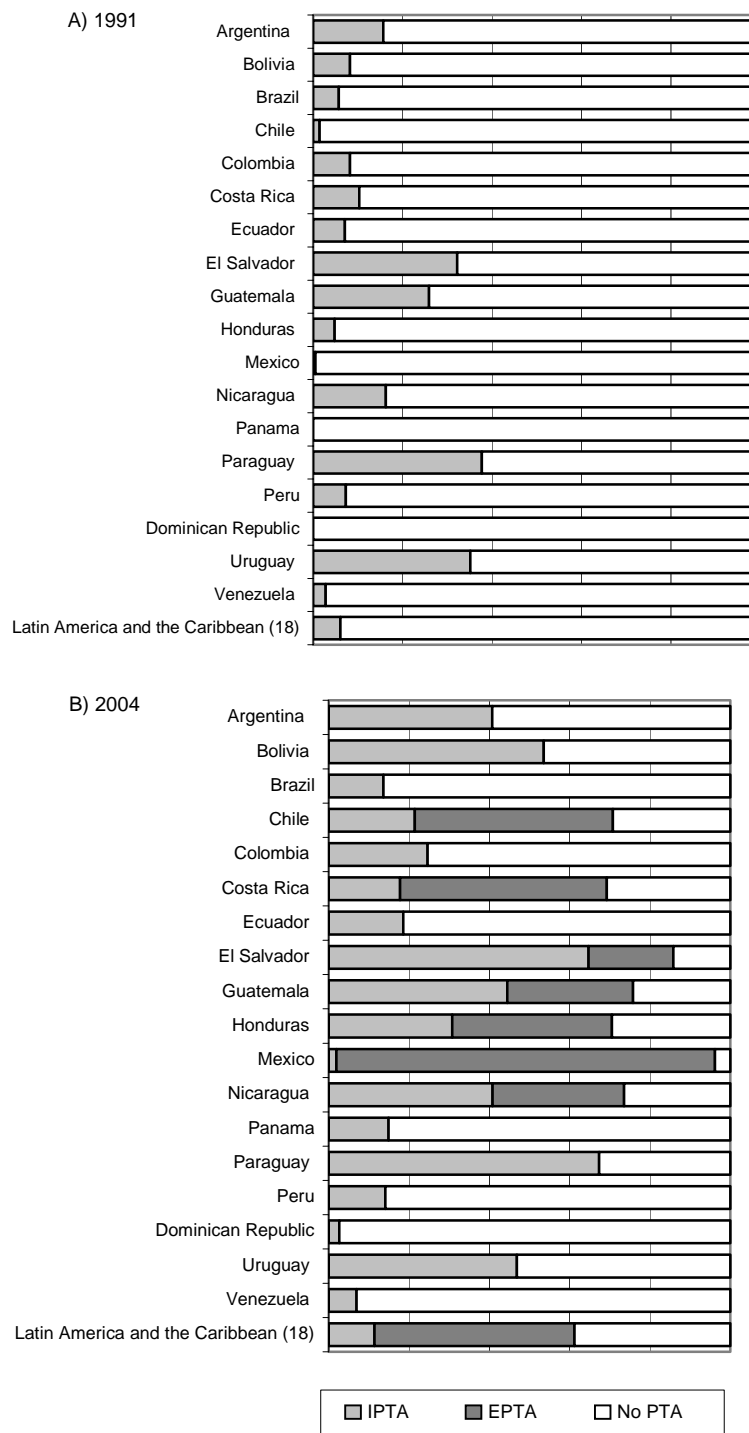 A) 1991
Argentina
Bolivia
Brazil
Chile
Colombia
Costa Rica
Ecuador
El Salvador
Guatemala
Honduras
Mexico
Nicaragua
Panama
Paraguay
Peru
Dominican Republic
Uruguay
Venezuela
Latin America and the Caribbean (18)
B) 2004
Argentina
Bolivia
Brazil
Chile
Colombia
Costa Rica
Ecuador
El Salvador
Guatemala
Honduras
Mexico
Nicaragua
Panama
Paraguay
Peru
Dominican Republic
Uruguay
Venezuela
Latin America and the Caribbean (18)
IPTA EPTA No PTA